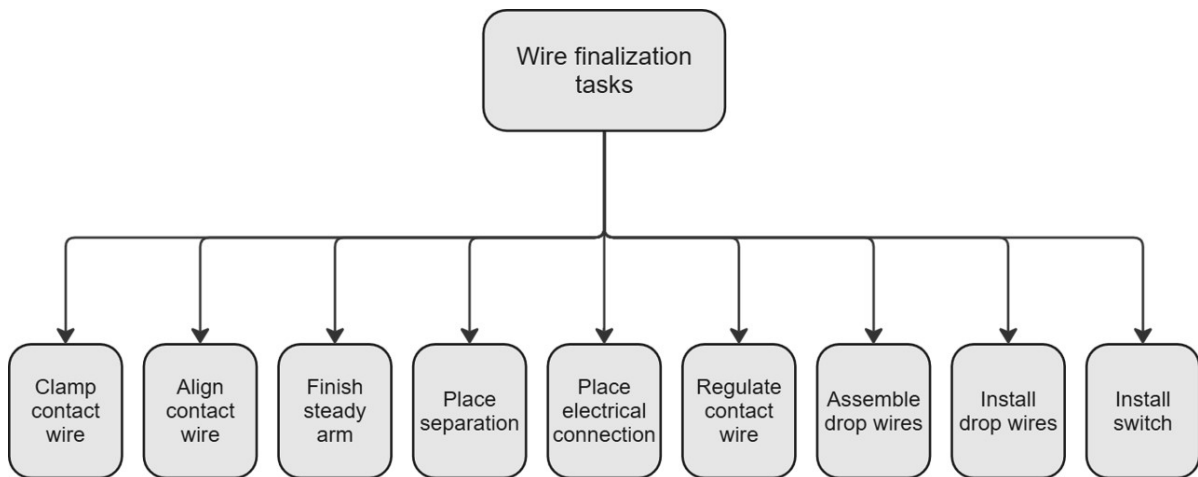 Wire finalization
tasks
Clamp
contact
wire
Align
contact
wire
Finish
steady
arm
Place
separation
Place
electrical
connection
Regulate
contact
wire
Assemble
drop wires
Install
drop wires
Install
switch